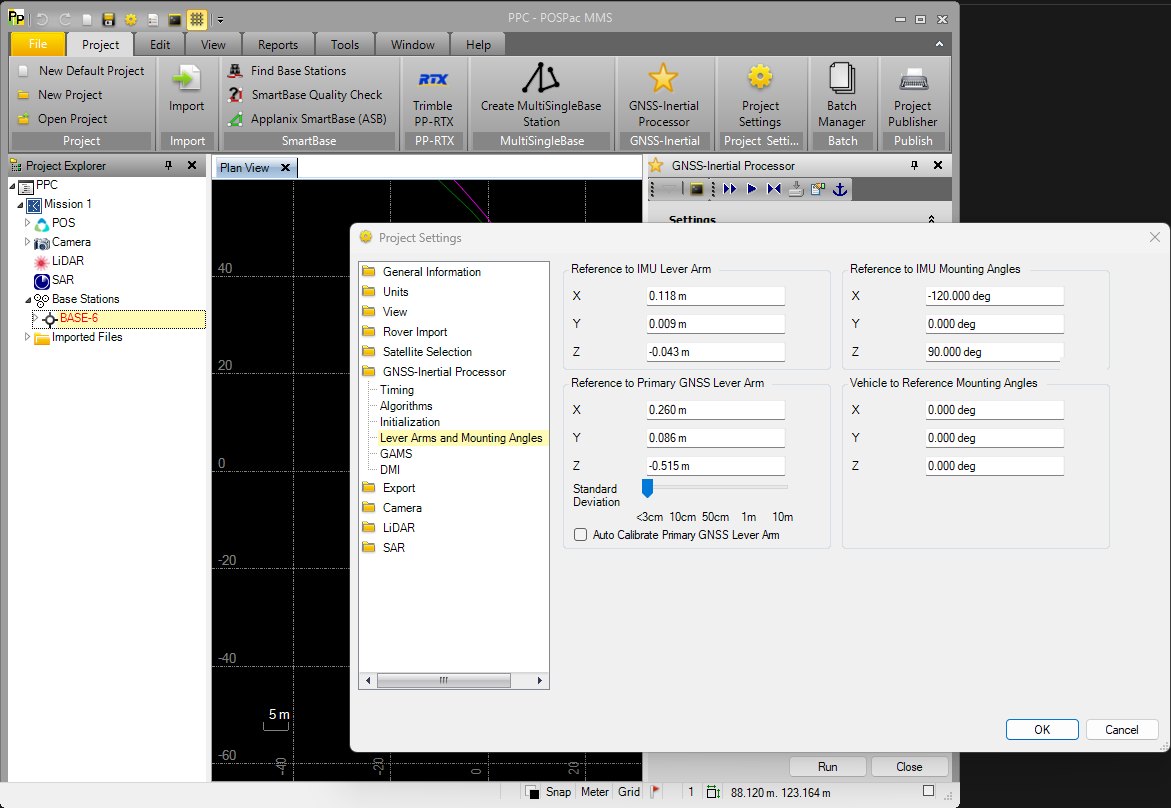 Pp
PPC - POSPac MMS
File Project Edit View Reports Tools Window Help
New Default Project
New Project
Open Project
Project
Import
Import
Find Base Stations
SmartBase Quality Check
Applanix SmartBase (ASB)
SmartBase
RTX
Trimble
PP-RTX
PP-RTX
Create MultiSingleBase
Station
MultiSingleBase
GNSS-Inertial
Processor
GNSS-Inertial
Project
Settings
Project Setti...
Batch
Manager
Batch
Project
Publisher
Publish
Project Explorer
PPC
Mission 1
POS
Camera
LiDAR
SAR
Base Stations
BASE-6
Imported Files
Plan View
40
20
0
-20
-40
-60
5 m
-40
-20
0
20
GNSS-Inertial Processor
Settings
Project Settings
General Information
Units
View
Rover Import
Satellite Selection
GNSS-Inertial Processor
Timing
Algorithms
Initialization
Lever Arms and Mounting Angles
GAMS
DMI
Export
Camera
LiDAR
SAR
Reference to IMU Lever Arm
X 0.118 m
Y 0.009 m
Z -0.043 m
Reference to IMU Mounting Angles
X -120.000 deg
Y 0.000 deg
Z 90.000 deg
Reference to Primary GNSS Lever Arm
X 0.260 m
Y 0.086 m
Z -0.515 m
Standard
Deviation
<3cm 10cm 50cm 1m 10m
Auto Calibrate Primary GNSS Lever Arm
Vehicle to Reference Mounting Angles
X 0.000 deg
Y 0.000 deg
Z 0.000 deg
OK Cancel
Run Close
Snap Meter Grid 1 88.120 m. 123.164 m